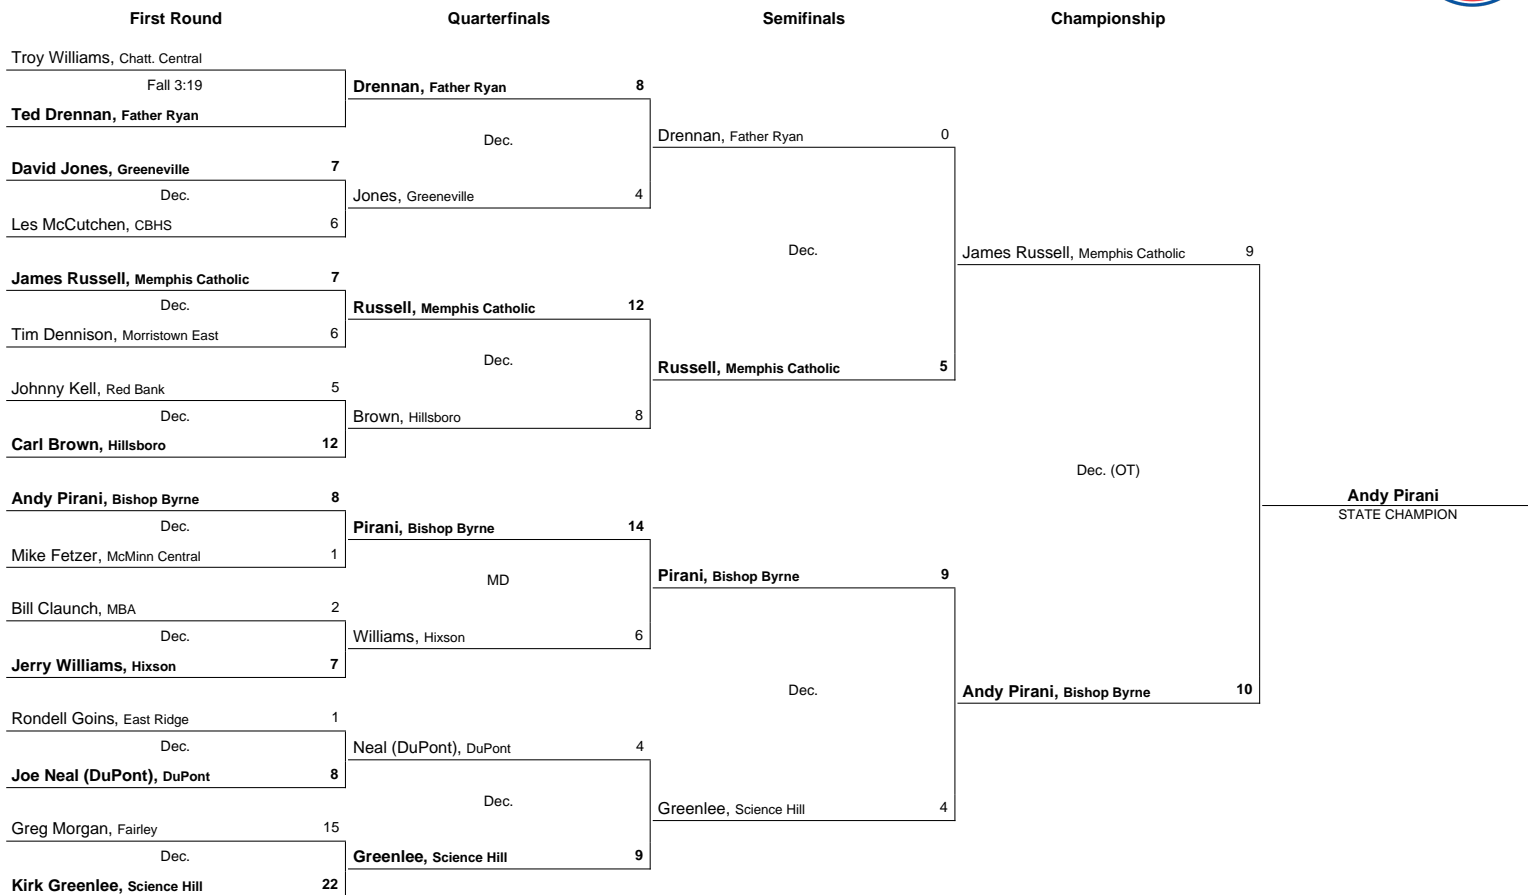 First Round Quarterfinals Semifinals Championship
Troy Williams, Chatt. Central
Fall 3:19
Ted Drennan, Father Ryan
David Jones, Greeneville 7
Dec.
Les McCutchen, CBHS 6
James Russell, Memphis Catholic 7
Dec.
Tim Dennison, Morristown East 6
Johnny Kell, Red Bank 5
Dec.
Carl Brown, Hillsboro 12
Andy Pirani, Bishop Byrne 8
Dec.
Mike Fetzer, McMinn Central 1
Bill Claunch, MBA 2
Dec.
Jerry Williams, Hixson 7
Rondell Goins, East Ridge 1
Dec.
Joe Neal (DuPont), DuPont 8
Greg Morgan, Fairley 15
Dec.
Kirk Greenlee, Science Hill 22
Drennan, Father Ryan 8
Dec.
Jones, Greeneville 4
Russell, Memphis Catholic 12
Dec.
Brown, Hillsboro 8
Pirani, Bishop Byrne 14
MD
Williams, Hixson 6
Neal (DuPont), DuPont 4
Dec.
Greenlee, Science Hill 9
Drennan, Father Ryan 0
Dec.
Russell, Memphis Catholic 5
Pirani, Bishop Byrne 9
Dec.
Greenlee, Science Hill 4
James Russell, Memphis Catholic 9
Dec. (OT)
Andy Pirani, Bishop Byrne 10
Andy Pirani
STATE CHAMPION